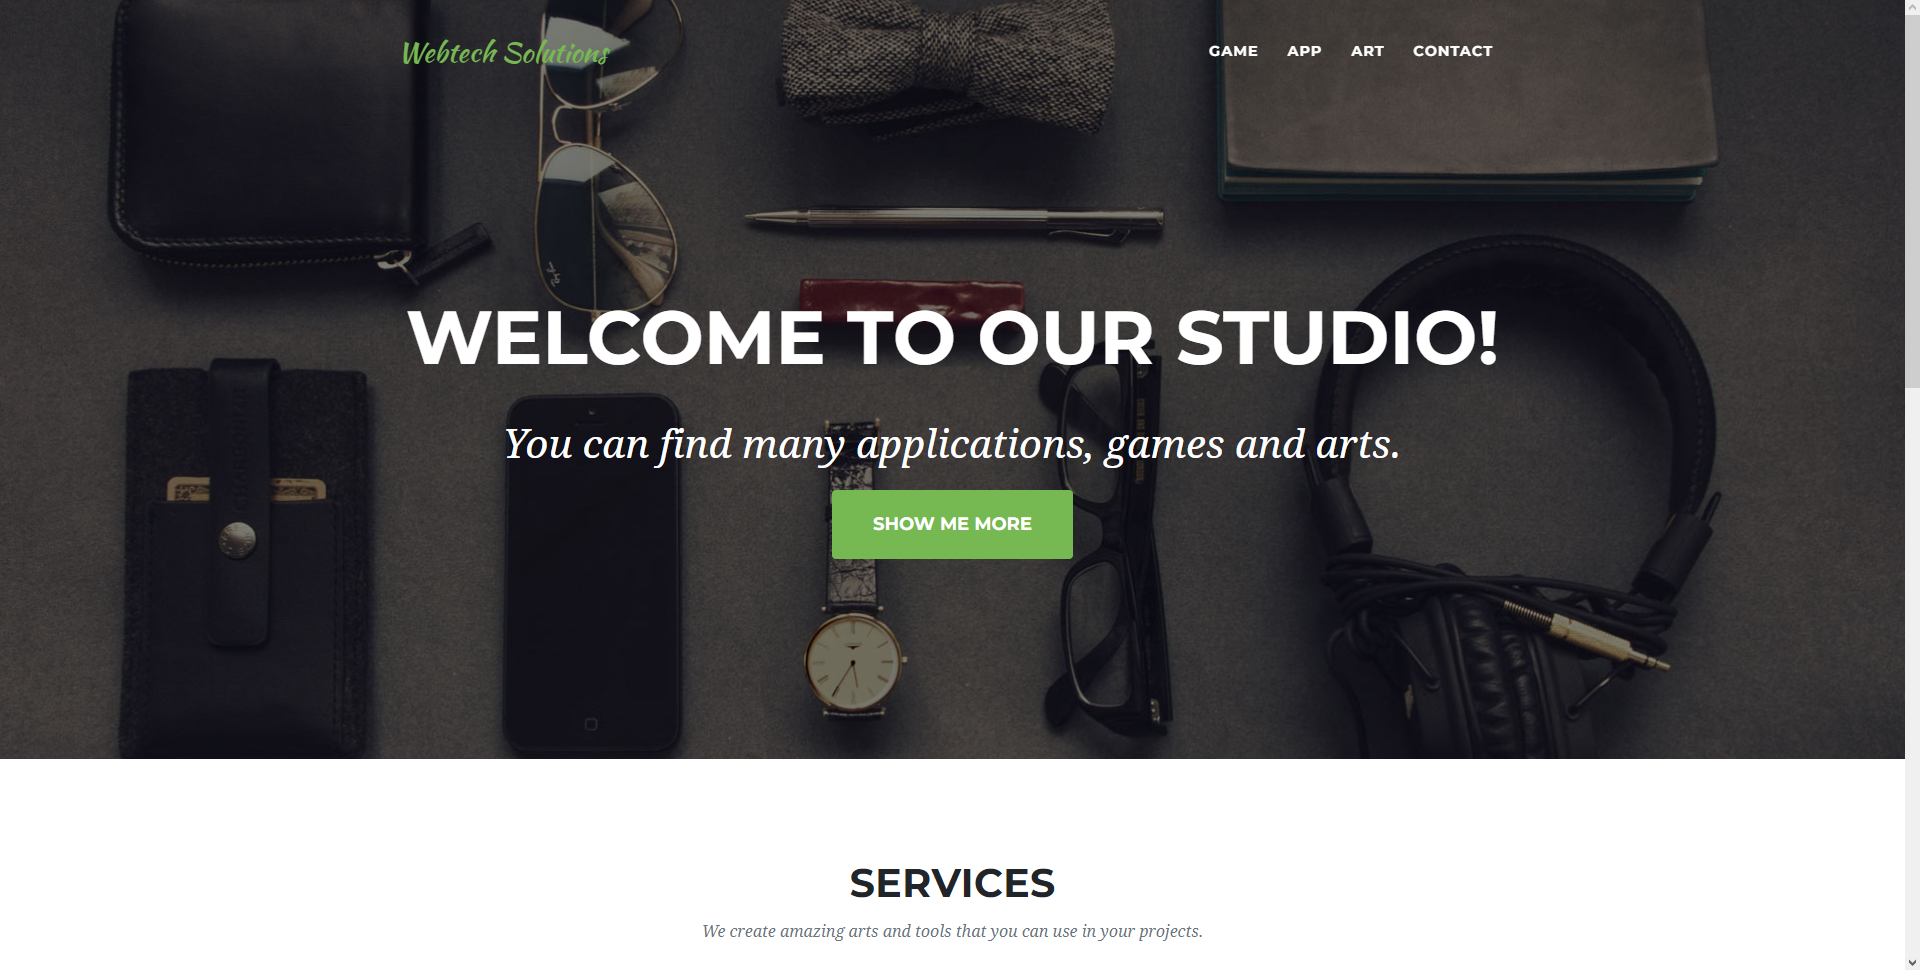 Webtech Solutions
GAME APP ART CONTACT
WELCOME TO OUR STUDIO!
You can find many applications, games and arts.
SHOW ME MORE
SERVICES
We create amazing arts and tools that you can use in your projects.